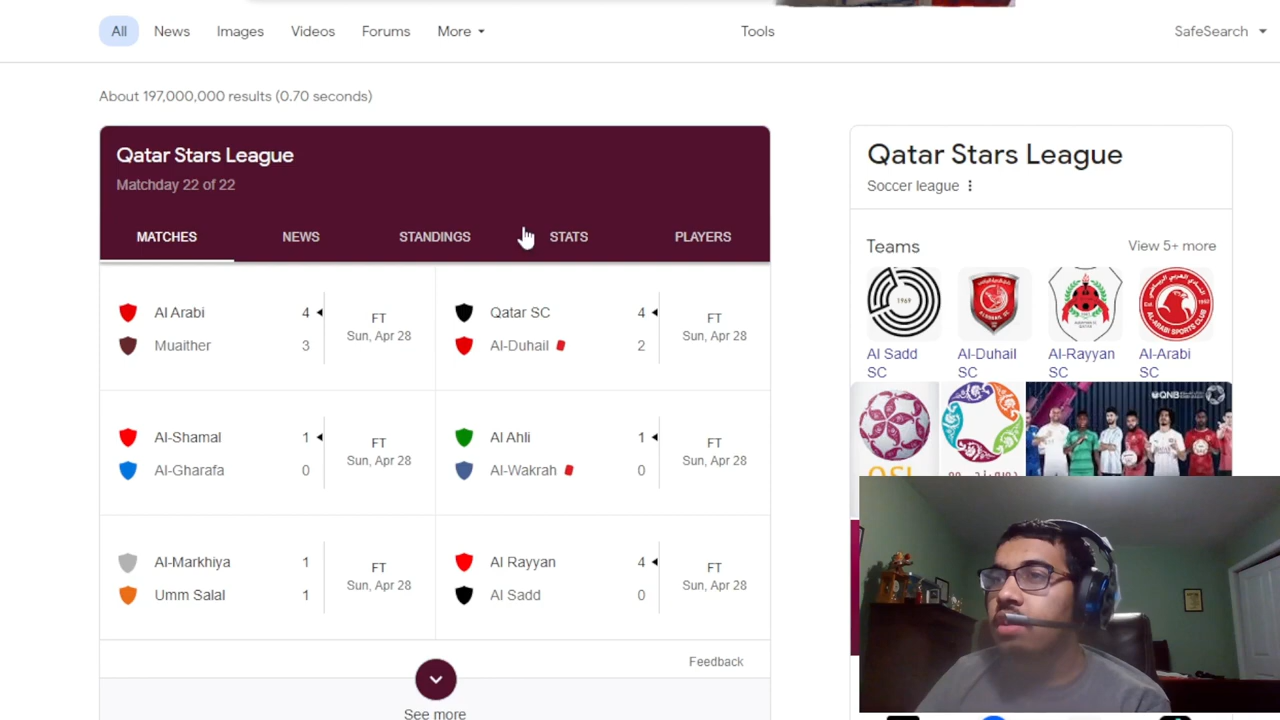 All News Images Videos Forums More Tools SafeSearch
About 197,000,000 results (0.70 seconds)
Qatar Stars League
Matchday 22 of 22
MATCHES NEWS STANDINGS STATS PLAYERS
Al Arabi 4
Muaither 3
FT
Sun, Apr 28
Qatar SC 4
Al-Duhail 2
FT
Sun, Apr 28
Al-Shamal 1
Al-Gharafa 0
FT
Sun, Apr 28
Al Ahli 1
Al-Wakrah 0
FT
Sun, Apr 28
Al-Markhiya 1
Umm Salal 1
FT
Sun, Apr 28
Al Rayyan 4
Al Sadd 0
FT
Sun, Apr 28
Feedback
See more
Qatar Stars League
Soccer league
Teams View 5+ more
1969
Al Sadd SC
Al-Duhail SC
Al-Rayyan SC
Al-Arabi SC
QNB
QSL